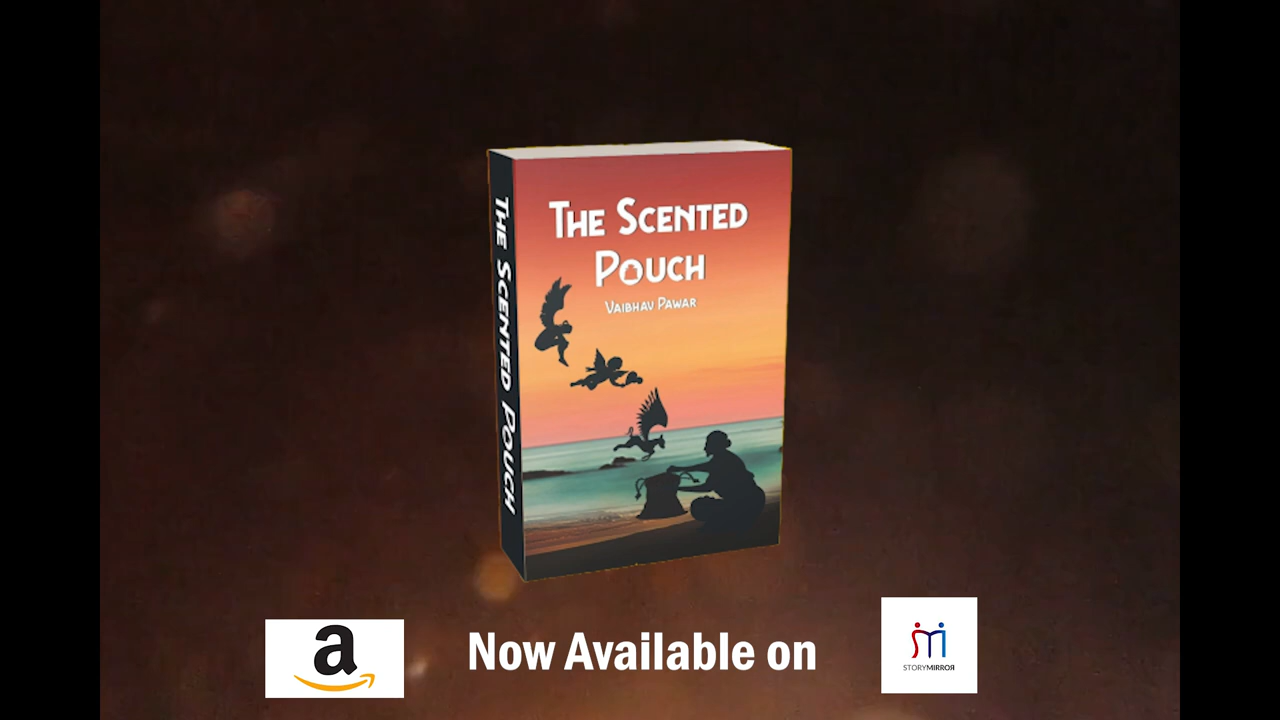 THE SCENTED
POUCH
VAIBHAV PAWAR
THE SCENTED POUCH
a
Now Available on
STORYMIRROR